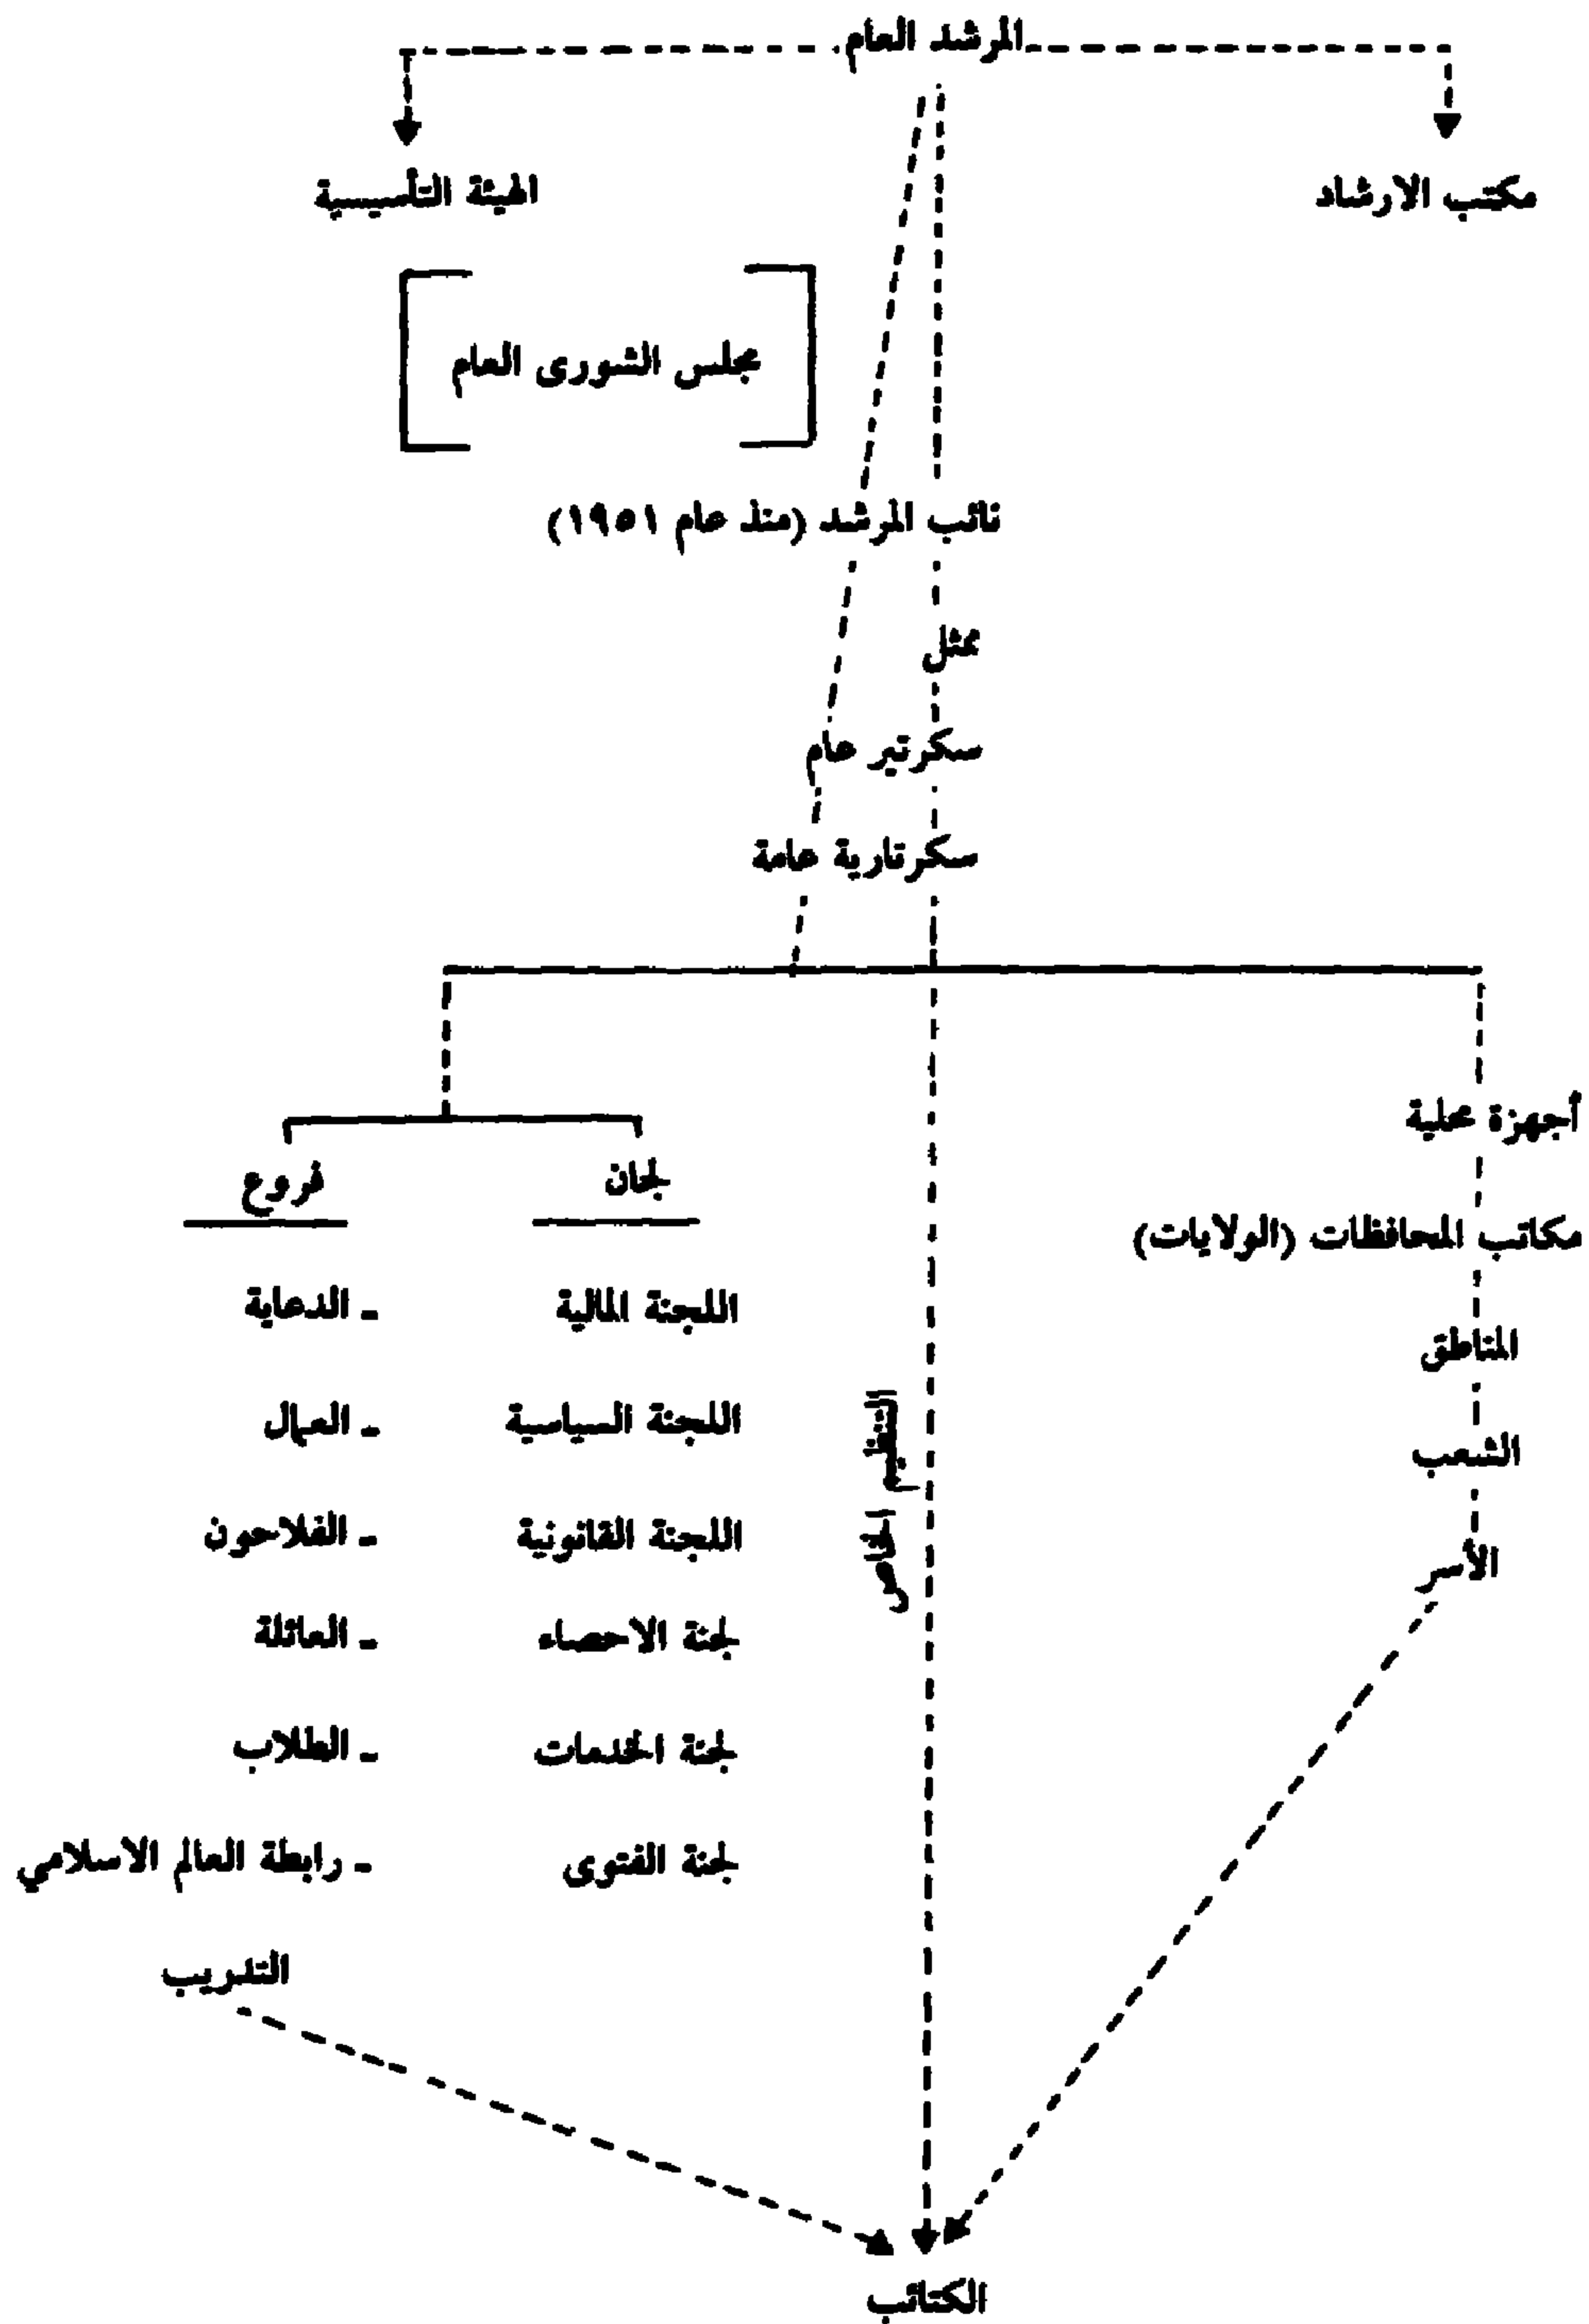 المرشد العام
مكتب الارشاد
الهيئة التأسيسية
مجلس الشورى العام
نائب المرشد (منذ عام ١٩٥١)
ممثل
سكرتير عام
سكرتارية عامة
أجهزة محلية
مكاتب المحافظات (الولايات)
المناطق
الشعب
الأسر
التنظيم الخاص
لجان
اللجنة المالية
اللجنة السياسية
اللجنة القانونية
لجنة الاحصاء
لجنة الخدمات
لجنة الفتوى
فروع
ـ الدعاية
ـ العمال
ـ الفلاحون
ـ العائلة
ـ الطلاب
ـ رابطة العالم الاسلامي
التدريب
الكتائب